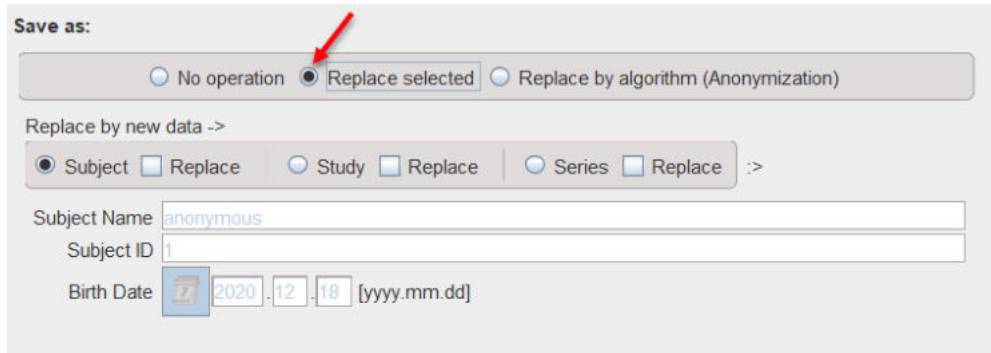 Save as:
No operation Replace selected Replace by algorithm (Anonymization)
Replace by new data ->
Subject Replace Study Replace Series Replace :>
Subject Name anonymous
Subject ID 1
Birth Date 7 2020 . 12 . 18 [yyyy.mm.dd]